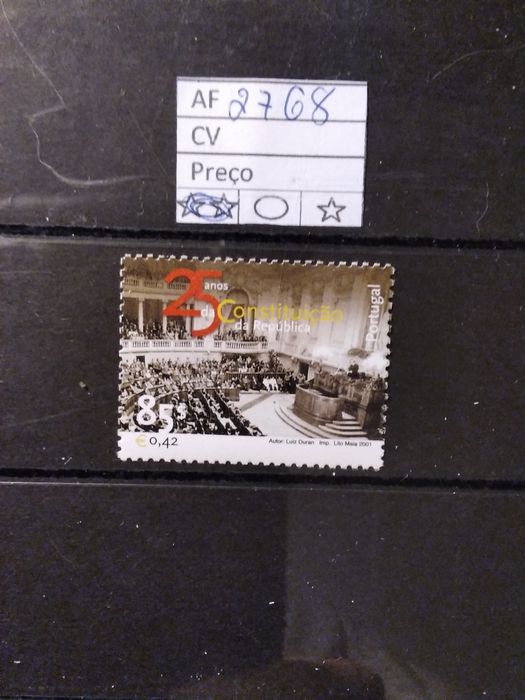 AF 2768
CV
Preço
25 anos
da Constituição
da República
Portugal
85$
€0,42
Autor: Luiz Duran Imp. Lito Maia 2001